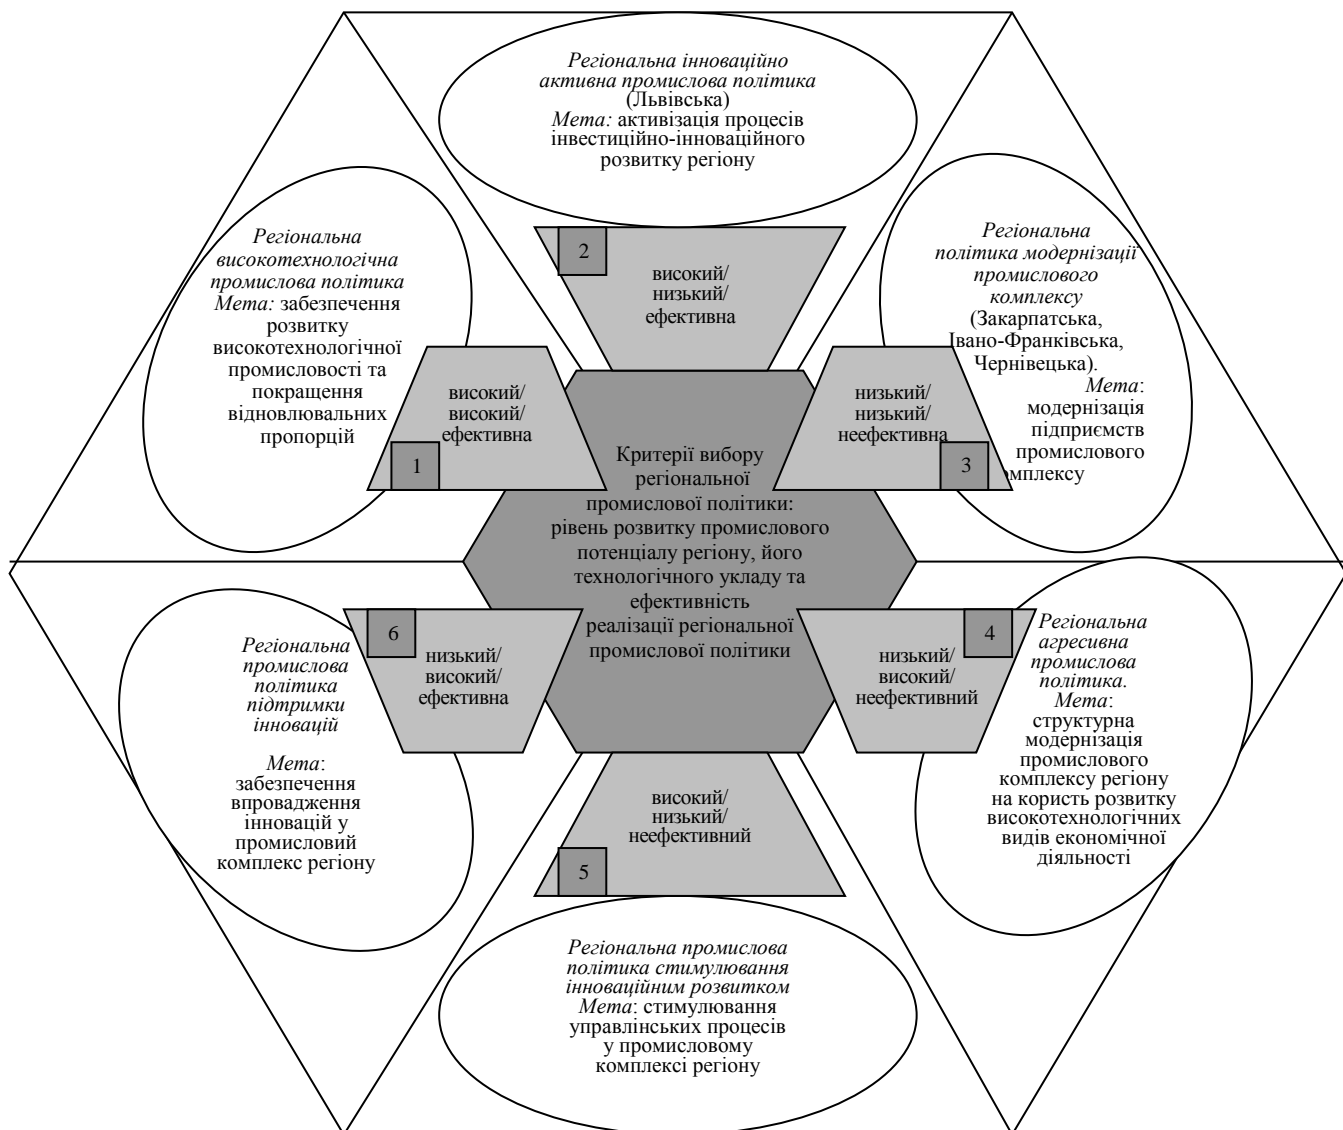 Регіональна інноваційно
активна промислова політика
(Львівська)
Мета: активізація процесів
інвестиційно-інноваційного
розвитку регіону
Регіональна
високотехнологічна
промислова політика
Мета: забезпечення
розвитку
високотехнологічної
промисловості та
покращення
відновлювальних
пропорцій
2
високий/
низький/
ефективна
Регіональна
політика модернізації
промислового
комплексу
(Закарпатська,
Івано-Франківська,
Чернівецька).
Мета:
модернізація
підприємств
промислового
омплексу
високий/
високий/
ефективна
1
низький/
низький/
неефективна
3
Критерії вибору
регіональної
промислової політики:
рівень розвитку промислового
потенціалу регіону, його
технологічного укладу та
ефективність
реалізації регіональної
промислової політики
6
низький/
високий/
ефективна
4
низький/
високий/
неефективний
Регіональна
промислова
політика
підтримки
інновацій
Мета:
забезпечення
впровадження
інновацій у
промисловий
комплекс регіону
Регіональна
агресивна
промислова
політика.
Мета:
структурна
модернізація
промислового
комплексу регіону
на користь розвитку
високотехнологічних
видів економічної
діяльності
високий/
низький/
неефективний
5
Регіональна промислова
політика стимулювання
інноваційним розвитком
Мета: стимулювання
управлінських процесів
у промисловому
комплексі регіону